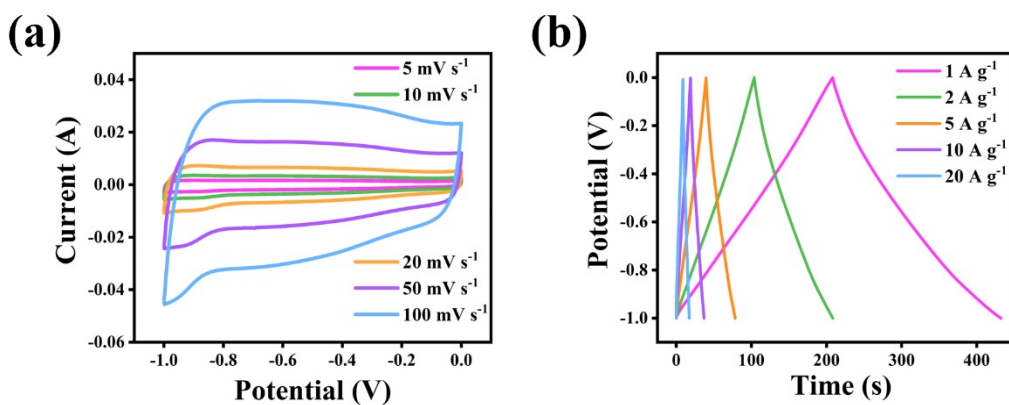 (a)
Current (A)
0.04
0.02
0.00
-0.02
-0.04
-0.06
5 mV s⁻¹
10 mV s⁻¹
20 mV s⁻¹
50 mV s⁻¹
100 mV s⁻¹
-1.0 -0.8 -0.6 -0.4 -0.2 0.0
Potential (V)
(b)
Potential (V)
0.0
-0.2
-0.4
-0.6
-0.8
-1.0
1 A g⁻¹
2 A g⁻¹
5 A g⁻¹
10 A g⁻¹
20 A g⁻¹
0 100 200 300 400
Time (s)